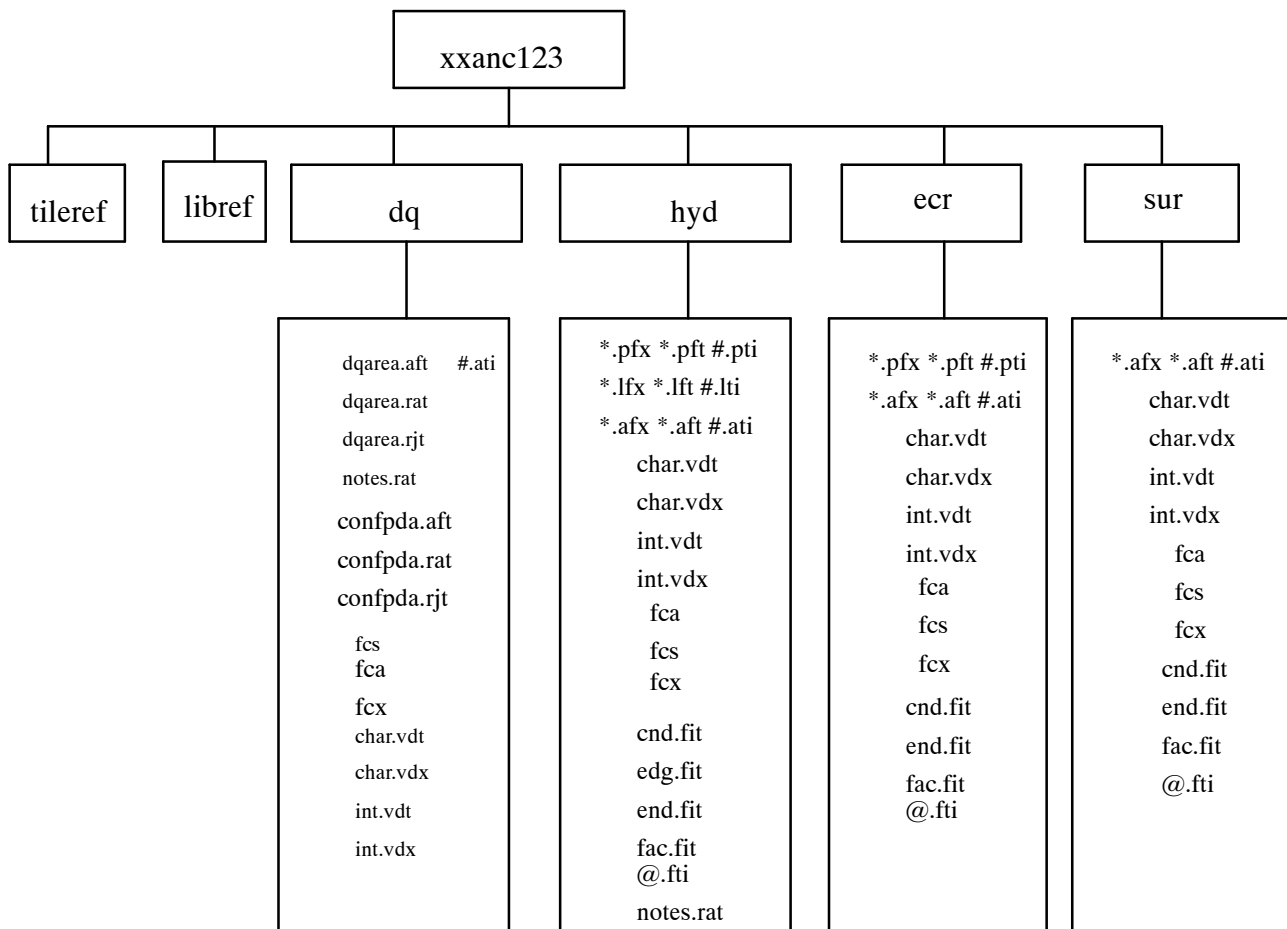 xxanc123
tileref
libref
dq
hyd
ecr
sur
dqarea.aft #.ati
dqarea.rat
dqarea.rjt
notes.rat
confpda.aft
confpda.rat
confpda.rjt
fcs
fca
fcx
char.vdt
char.vdx
int.vdt
int.vdx
*.pfx *.pft #.pti
*.lfx *.lft #.lti
*.afx *.aft #.ati
char.vdt
char.vdx
int.vdt
int.vdx
fca
fcs
fcx
cnd.fit
edg.fit
end.fit
fac.fit
@.fti
notes.rat
*.pfx *.pft #.pti
*.afx *.aft #.ati
char.vdt
char.vdx
int.vdt
int.vdx
fca
fcs
fcx
cnd.fit
end.fit
fac.fit
@.fti
*.afx *.aft #.ati
char.vdt
char.vdx
int.vdt
int.vdx
fca
fcs
fcx
cnd.fit
end.fit
fac.fit
@.fti